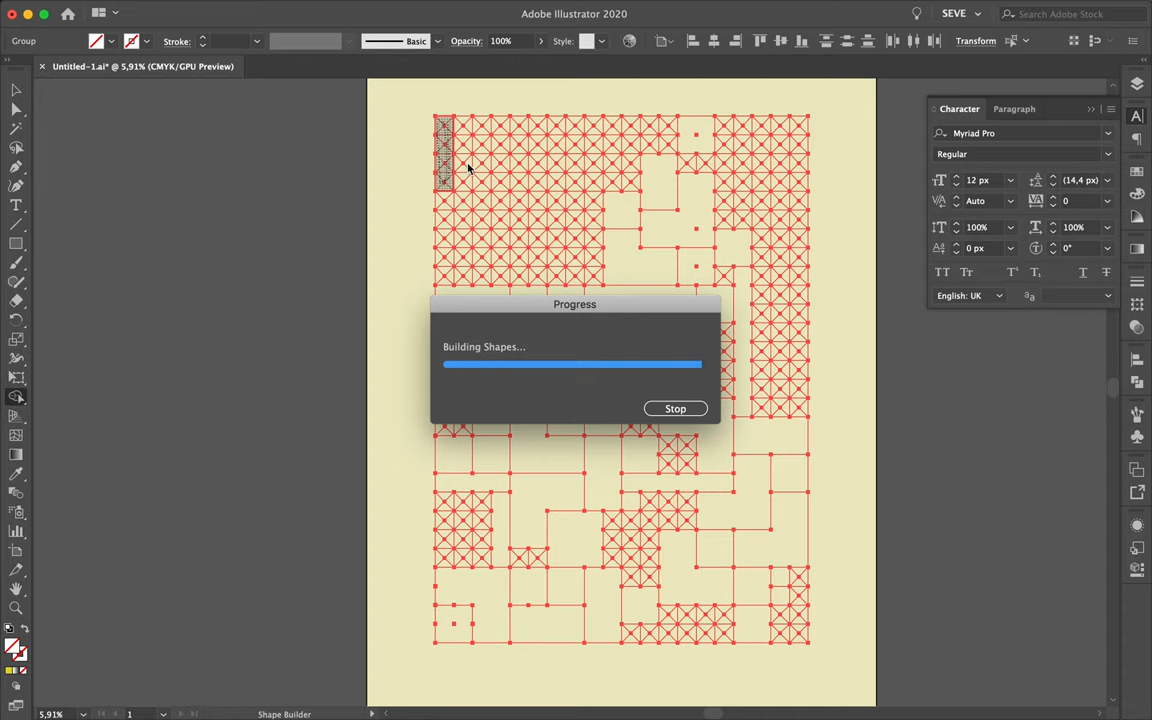 Adobe Illustrator 2020
SEVE
Search Adobe Stock
Group
Stroke:
Basic
Opacity:
100%
Style:
Transform
× Untitled-1.ai* @ 5,91% (CMYK/GPU Preview)
Character
Paragraph
Myriad Pro
Regular
12 px
(14,4 px)
Auto
0
100%
100%
0 px
0°
English: UK
Progress
Building Shapes...
Stop
5,91%
1
Shape Builder